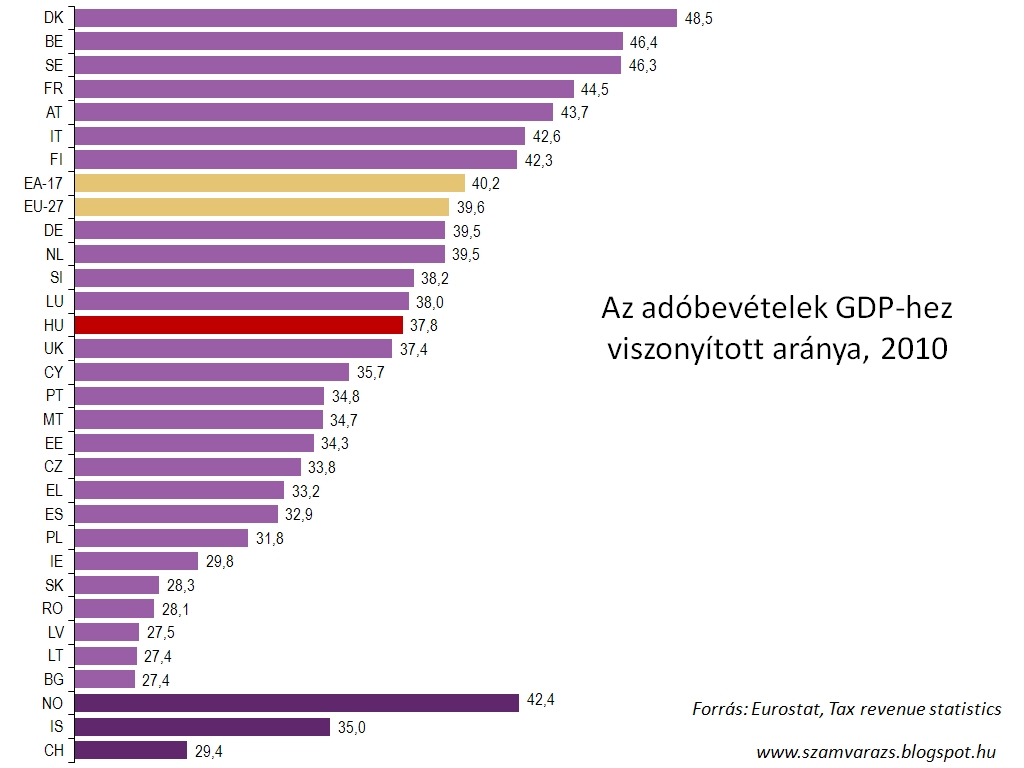 DK 48,5
BE 46,4
SE 46,3
FR 44,5
AT 43,7
IT 42,6
FI 42,3
EA-17 40,2
EU-27 39,6
DE 39,5
NL 39,5
SI 38,2
LU 38,0
HU 37,8
UK 37,4
CY 35,7
PT 34,8
MT 34,7
EE 34,3
CZ 33,8
EL 33,2
ES 32,9
PL 31,8
IE 29,8
SK 28,3
RO 28,1
LV 27,5
LT 27,4
BG 27,4
NO 42,4
IS 35,0
CH 29,4
Az adóbevételek GDP-hez
viszonyított aránya, 2010
Forrás: Eurostat, Tax revenue statistics
www.szamvarazs.blogspot.hu